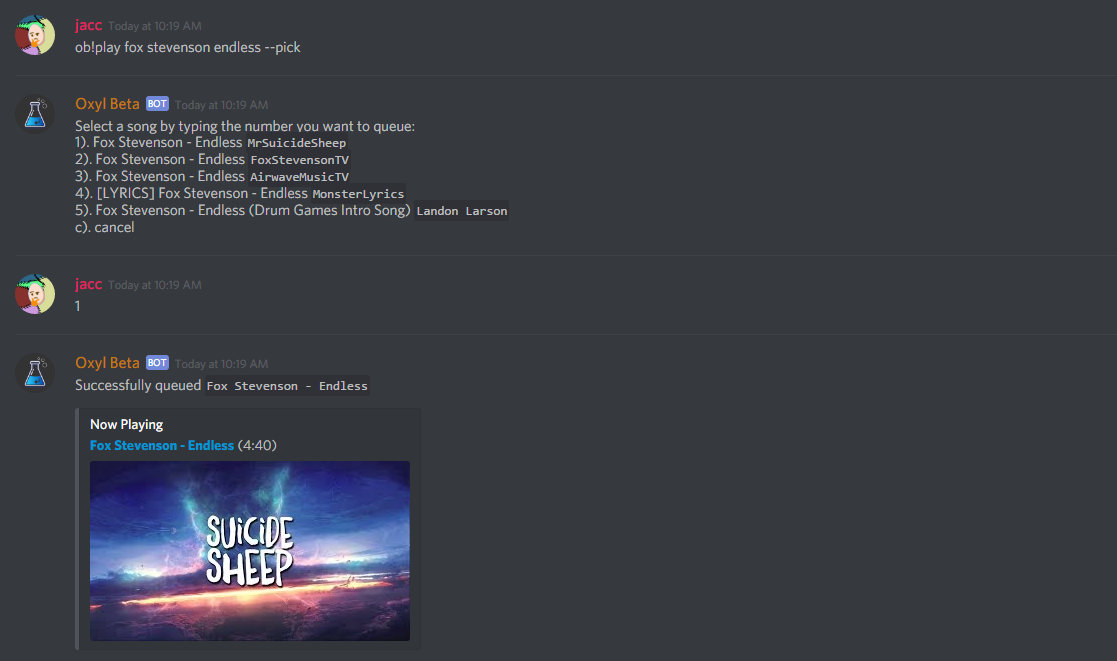 jacc Today at 10:19 AM
ob!play fox stevenson endless --pick
Oxyl Beta BOT Today at 10:19 AM
Select a song by typing the number you want to queue:
1). Fox Stevenson - Endless MrSuicideSheep
2). Fox Stevenson - Endless FoxStevensonTV
3). Fox Stevenson - Endless AirwaveMusicTV
4). [LYRICS] Fox Stevenson - Endless MonsterLyrics
5). Fox Stevenson - Endless (Drum Games Intro Song) Landon Larson
c). cancel
jacc Today at 10:19 AM
1
Oxyl Beta BOT Today at 10:19 AM
Successfully queued Fox Stevenson - Endless
Now Playing
Fox Stevenson - Endless (4:40)
SUiCiDE
SHEEP